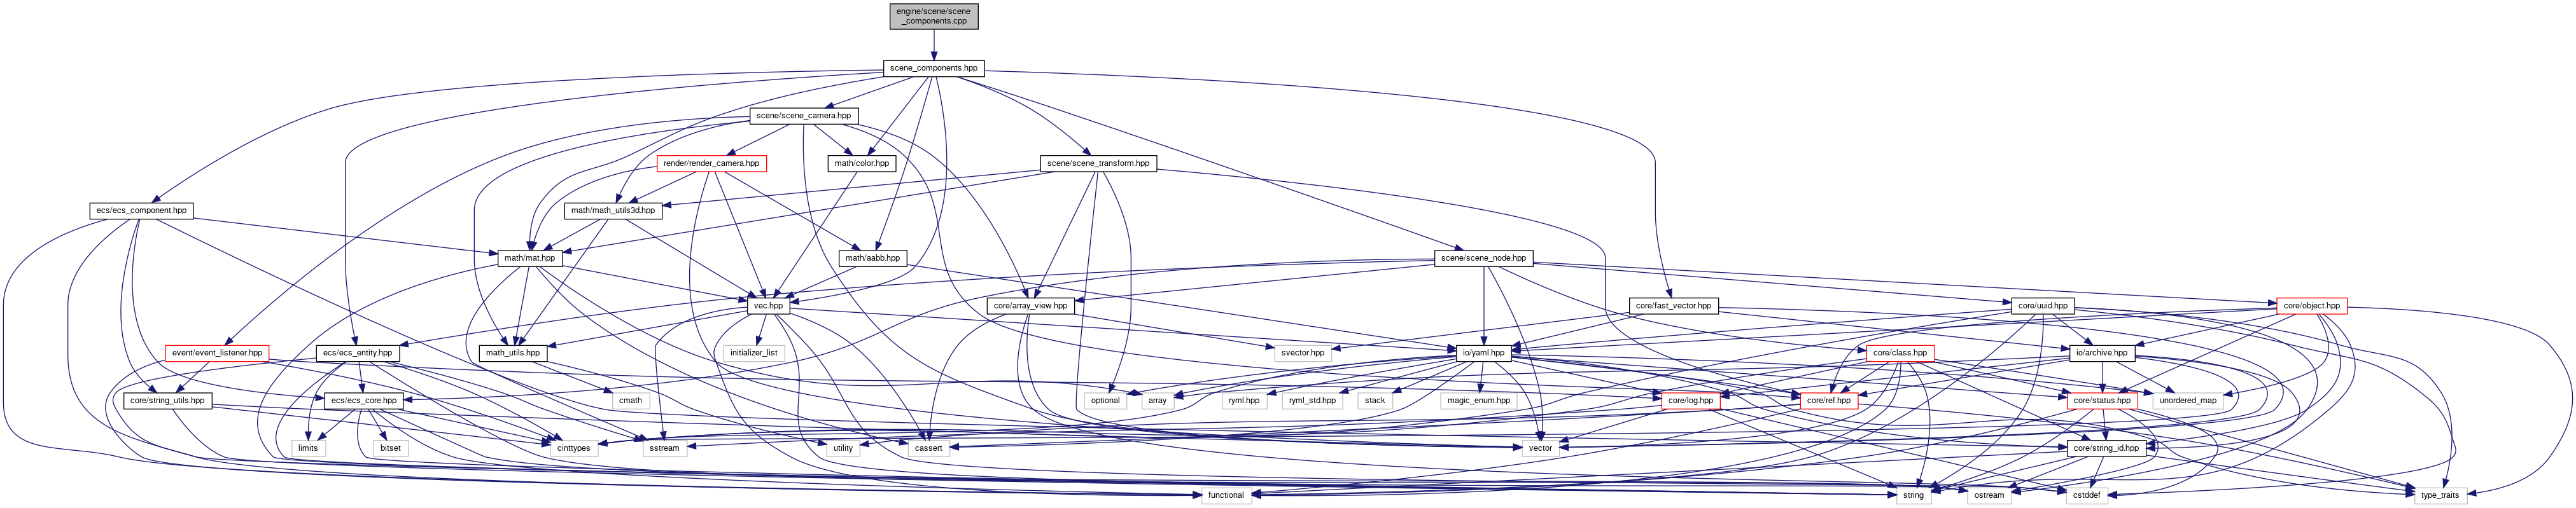 engine/scene/scene
_components.cpp
scene_components.hpp
scene/scene_camera.hpp
render/render_camera.hpp
math/color.hpp
scene/scene_transform.hpp
ecs/ecs_component.hpp
math/math_utils3d.hpp
math/mat.hpp
math/aabb.hpp
scene/scene_node.hpp
vec.hpp
core/array_view.hpp
core/fast_vector.hpp
core/uuid.hpp
core/object.hpp
event/event_listener.hpp
ecs/ecs_entity.hpp
math_utils.hpp
initializer_list
svector.hpp
io/yaml.hpp
core/class.hpp
io/archive.hpp
core/string_utils.hpp
ecs/ecs_core.hpp
cmath
optional
array
ryml.hpp
ryml_std.hpp
stack
magic_enum.hpp
core/log.hpp
core/ref.hpp
core/status.hpp
unordered_map
limits
bitset
cinttypes
sstream
utility
cassert
vector
core/string_id.hpp
functional
string
ostream
cstddef
type_traits